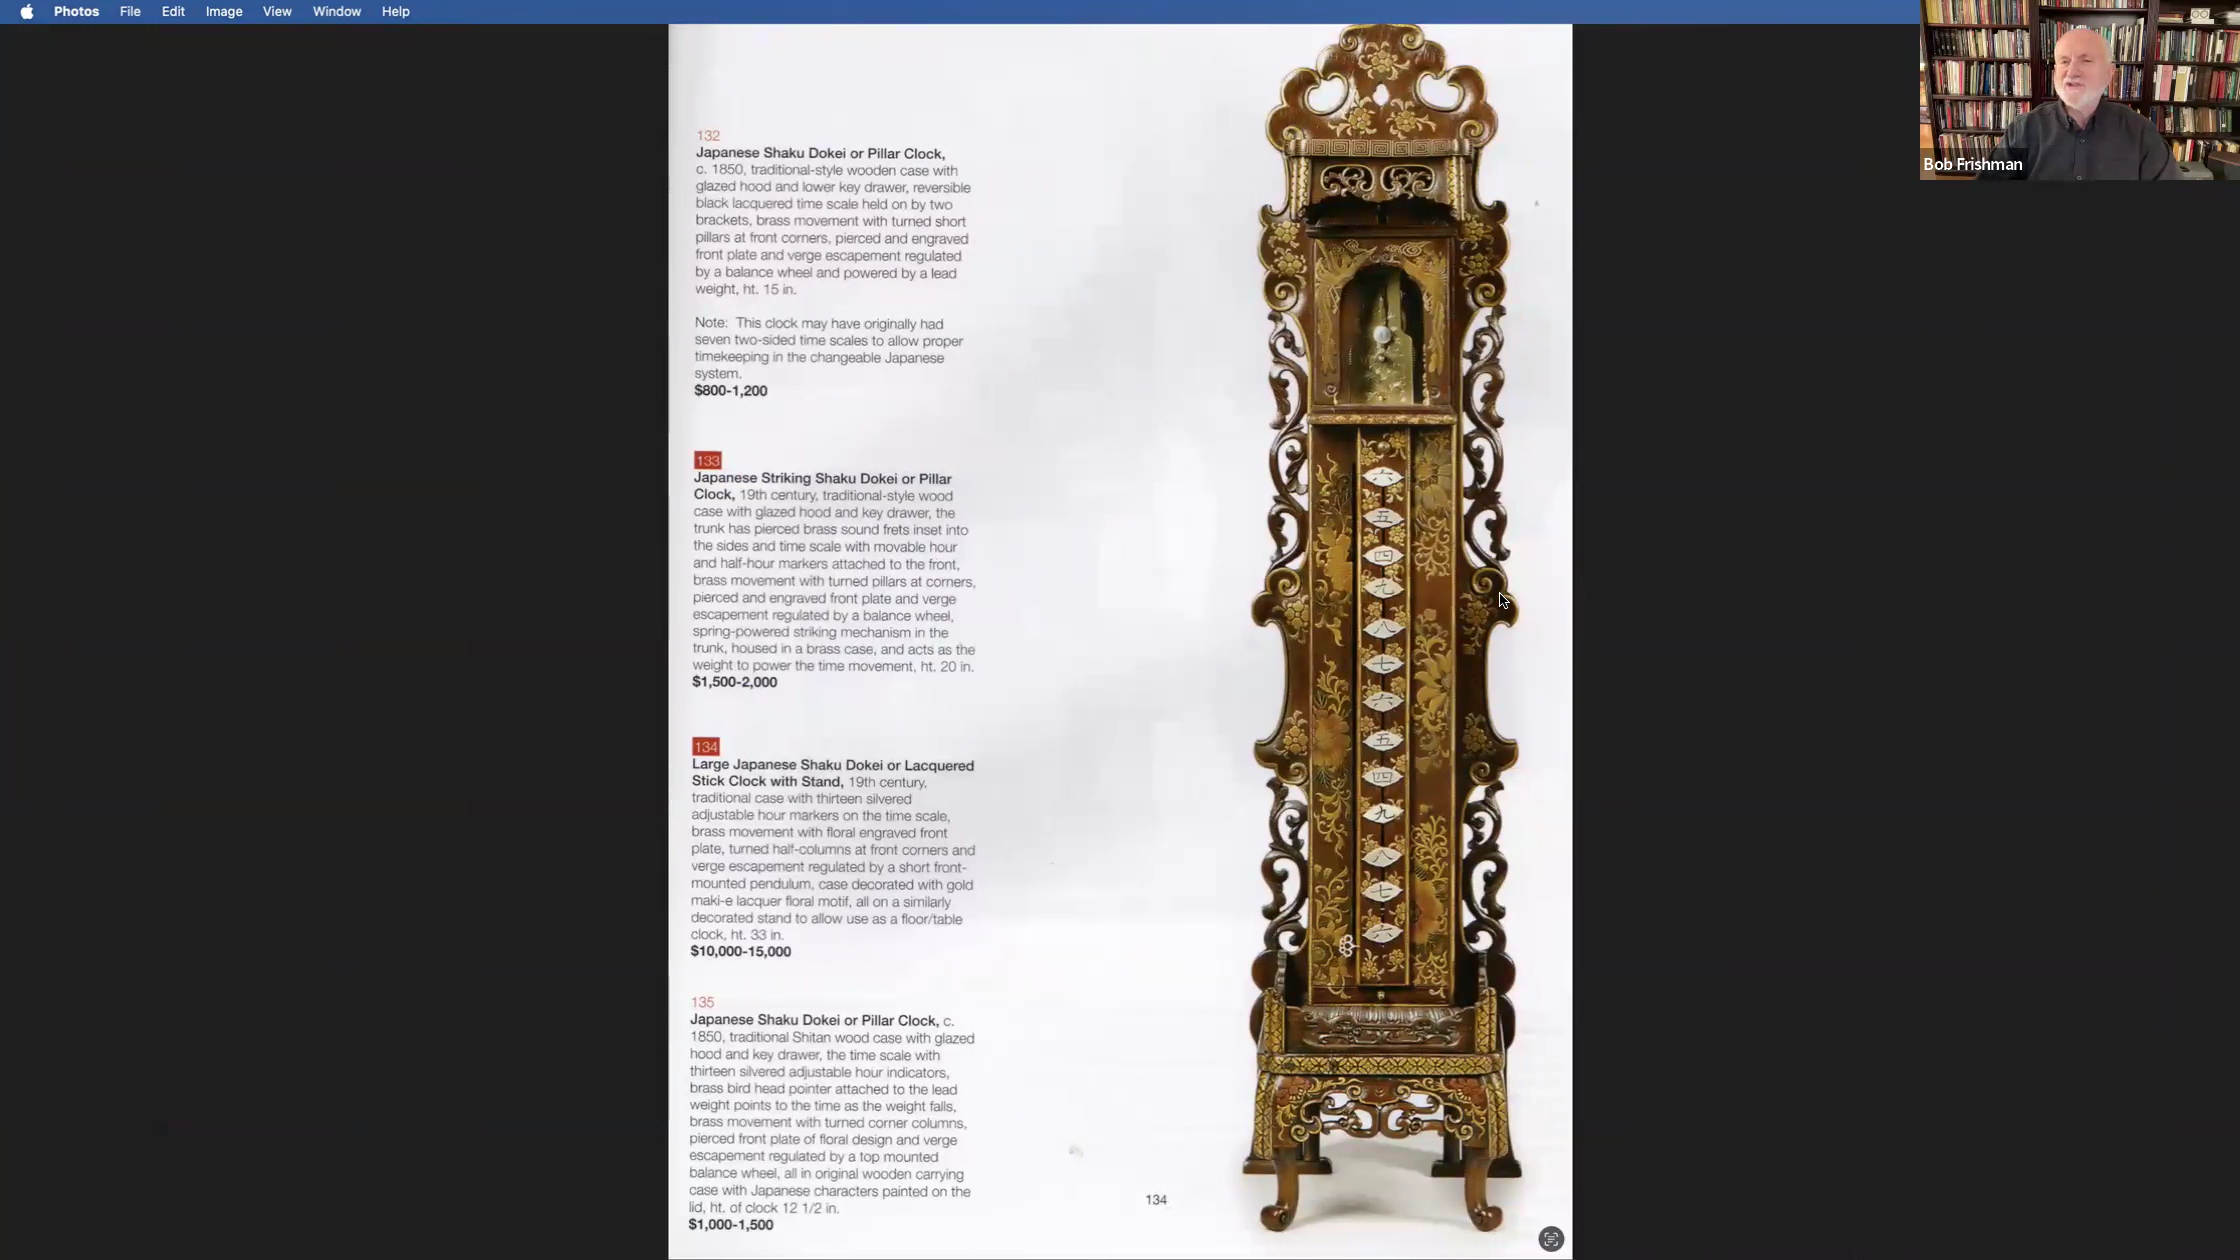 Photos File Edit Image View Window Help
Bob Frishman
132
Japanese Shaku Dokei or Pillar Clock,
c. 1850, traditional-style wooden case with
glazed hood and lower key drawer, reversible
black lacquered time scale held on by two
brackets, brass movement with turned short
pillars at front corners, pierced and engraved
front plate and verge escapement regulated
by a balance wheel and powered by a lead
weight, ht. 15 in.
Note: This clock may have originally had
seven two-sided time scales to allow proper
timekeeping in the changeable Japanese
system.
$800-1,200
133
Japanese Striking Shaku Dokei or Pillar
Clock, 19th century, traditional-style wood
case with glazed hood and key drawer, the
trunk has pierced brass sound frets inset into
the sides and time scale with movable hour
and half-hour markers attached to the front,
brass movement with turned pillars at corners,
pierced and engraved front plate and verge
escapement regulated by a balance wheel,
spring-powered striking mechanism in the
trunk, housed in a brass case, and acts as the
weight to power the time movement, ht. 20 in.
$1,500-2,000
134
Large Japanese Shaku Dokei or Lacquered
Stick Clock with Stand, 19th century,
traditional case with thirteen silvered
adjustable hour markers on the time scale,
brass movement with floral engraved front
plate, turned half-columns at front corners and
verge escapement regulated by a short front-
mounted pendulum, case decorated with gold
maki-e lacquer floral motif, all on a similarly
decorated stand to allow use as a floor/table
clock, ht. 33 in.
$10,000-15,000
135
Japanese Shaku Dokei or Pillar Clock, c.
1850, traditional Shitan wood case with glazed
hood and key drawer, the time scale with
thirteen silvered adjustable hour indicators,
brass bird head pointer attached to the lead
weight points to the time as the weight falls,
brass movement with turned corner columns,
pierced front plate of floral design and verge
escapement regulated by a top mounted
balance wheel, all in original wooden carrying
case with Japanese characters painted on the
lid, ht. of clock 12 1/2 in.
$1,000-1,500
134
六
五
四
九
八
七
六
五
四
九
八
七
六